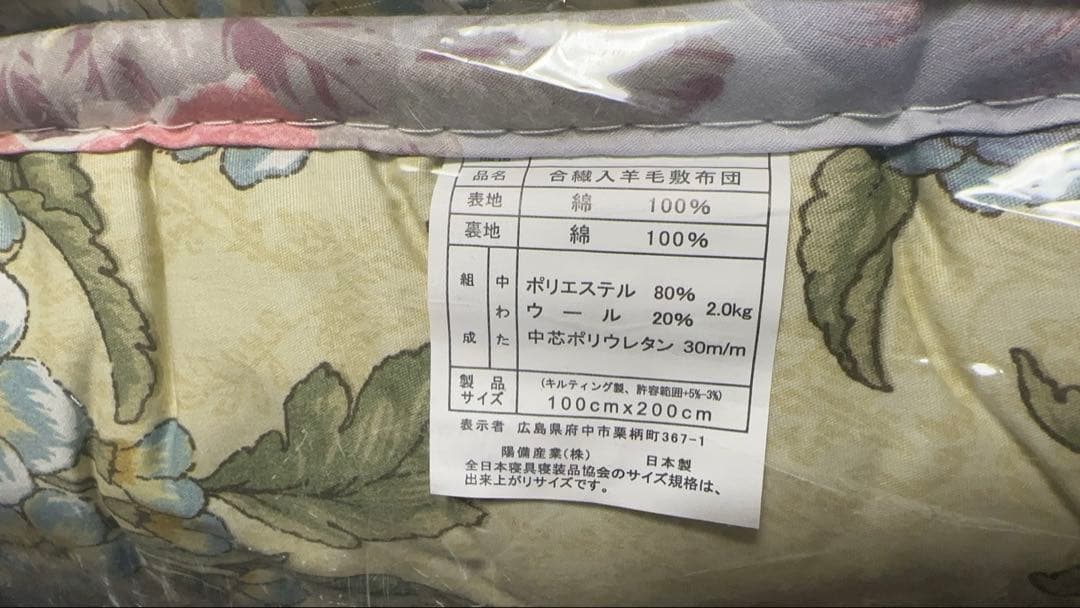 品名 合繊入羊毛敷布団
表地 綿 100%
裏地 綿 100%
組成 中わた
ポリエステル 80%
ウール 20% 2.0kg
中芯ポリウレタン 30m/m
製品サイズ
(キルティング製、許容範囲+5%-3%)
100cm×200cm
表示者 広島県府中市栗柄町367-1
陽備産業(株) 日本製
全日本寝具寝装品協会のサイズ規格は、
出来上がりサイズです。